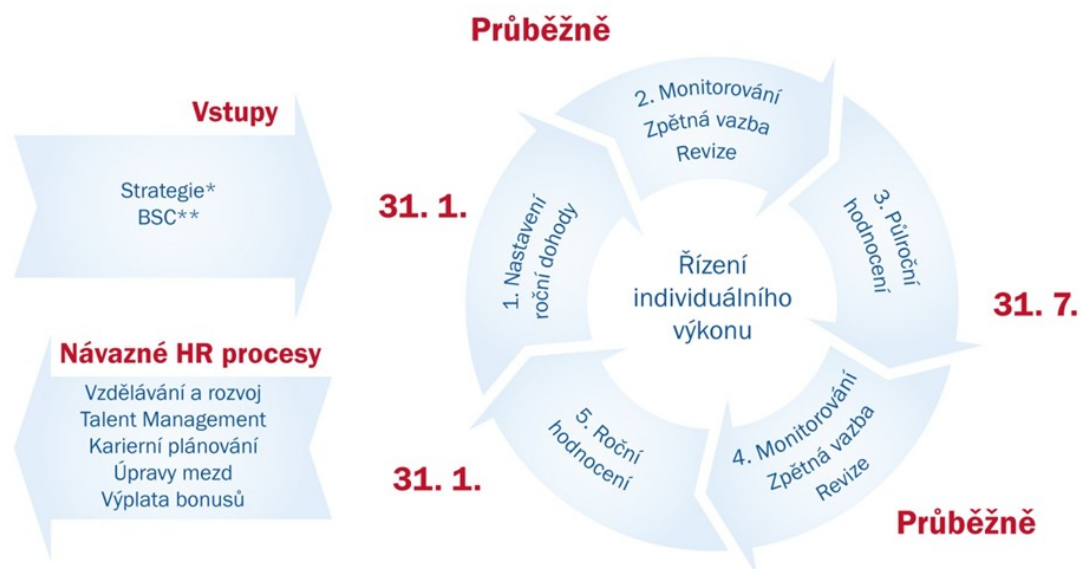 Průběžně
Vstupy
Strategie*
BSC**
31. 1.
1. Nastavení
roční dohody
2. Monitorování
Zpětná vazba
Revize
3. Půlroční
hodnocení
31. 7.
Řízení
individuálního
výkonu
Návazné HR procesy
Vzdělávání a rozvoj
Talent Management
Karierní plánování
Úpravy mezd
Výplata bonusů
31. 1.
5. Roční
hodnocení
4. Monitorování
Zpětná vazba
Revize
Průběžně